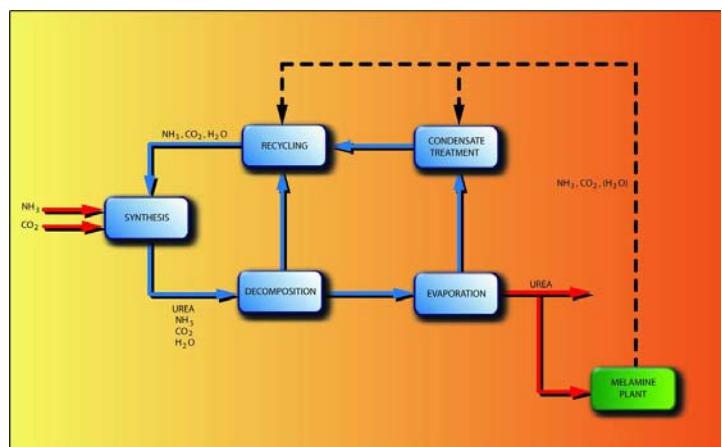 NH3, CO2, H2O
RECYCLING
CONDENSATE
TREATMENT
NH3, CO2, (H2O)
NH3
CO2
SYNTHESIS
DECOMPOSITION
EVAPORATION
UREA
UREA
NH3
CO2
H2O
MELAMINE
PLANT